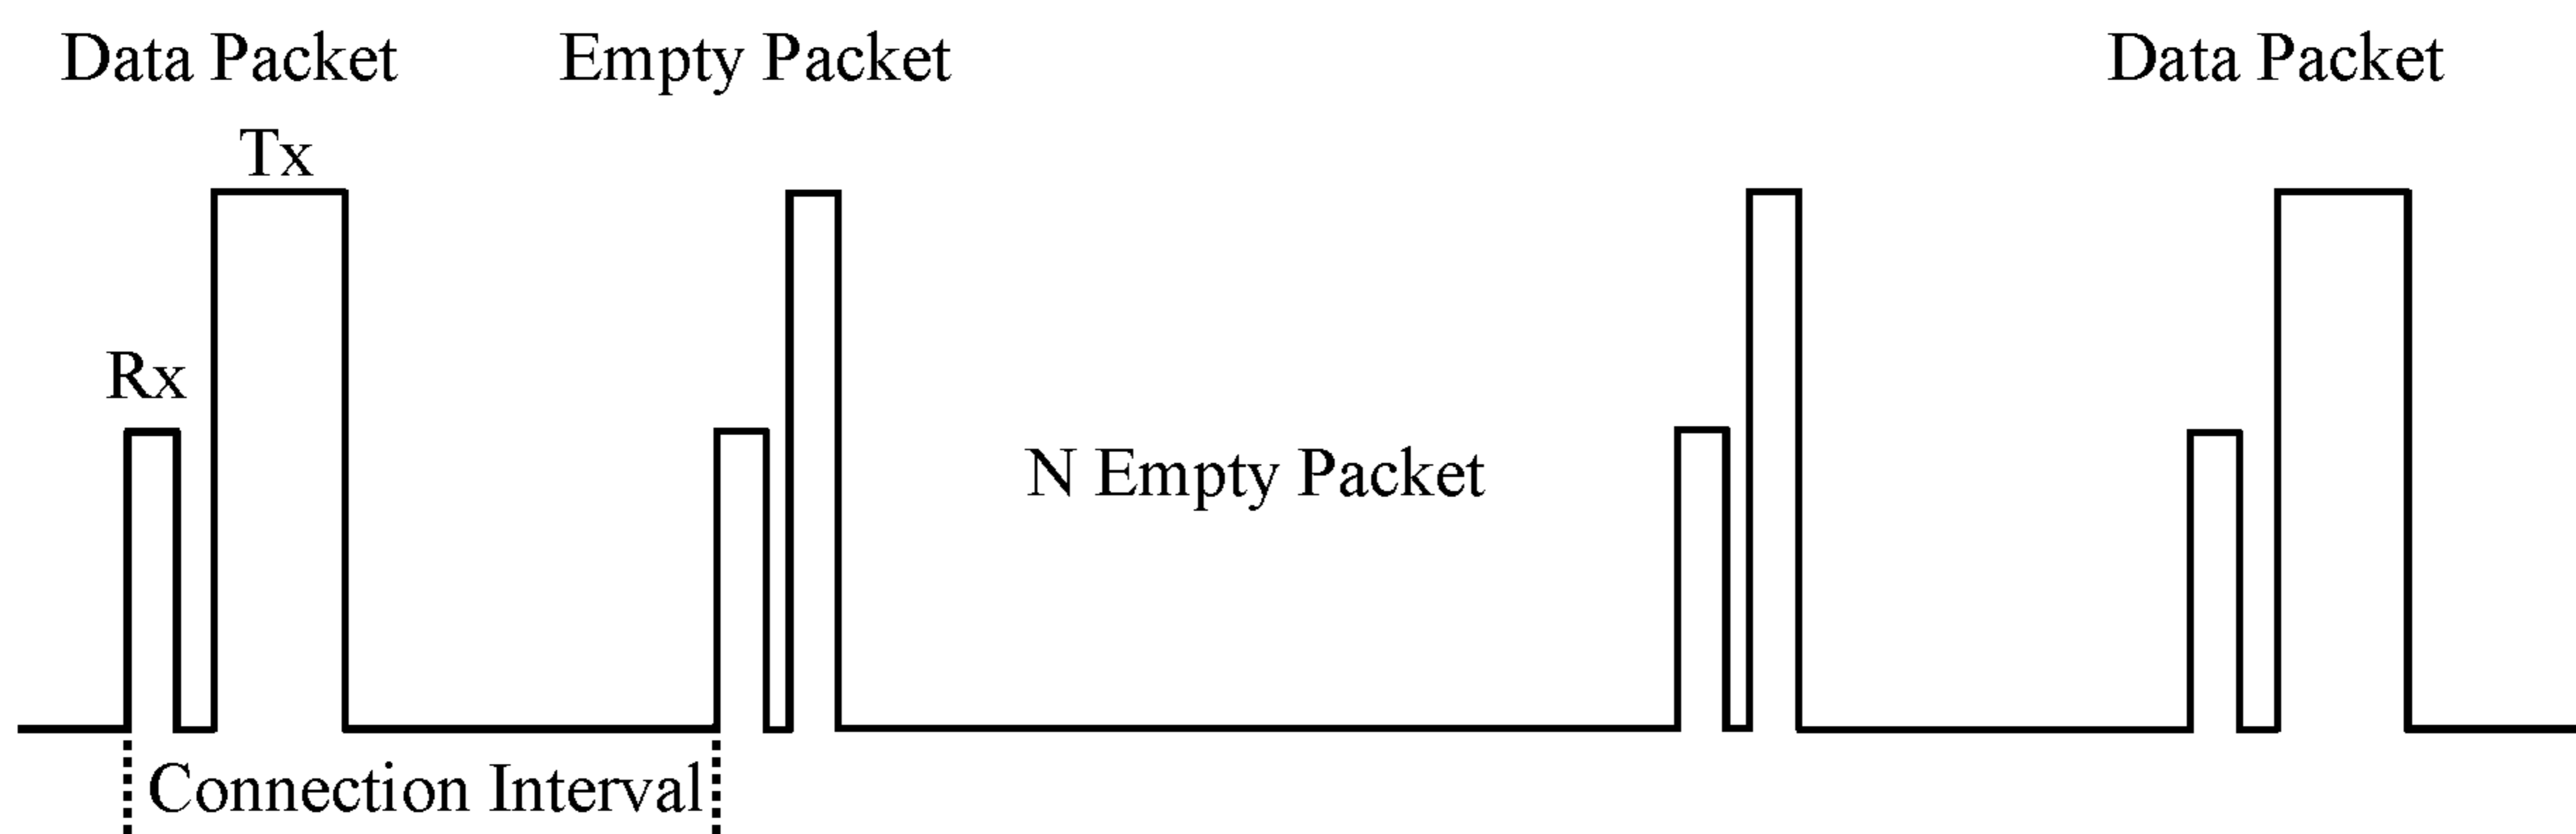 Data Packet
Empty Packet
Data Packet
Tx
Rx
N Empty Packet
Connection Interval